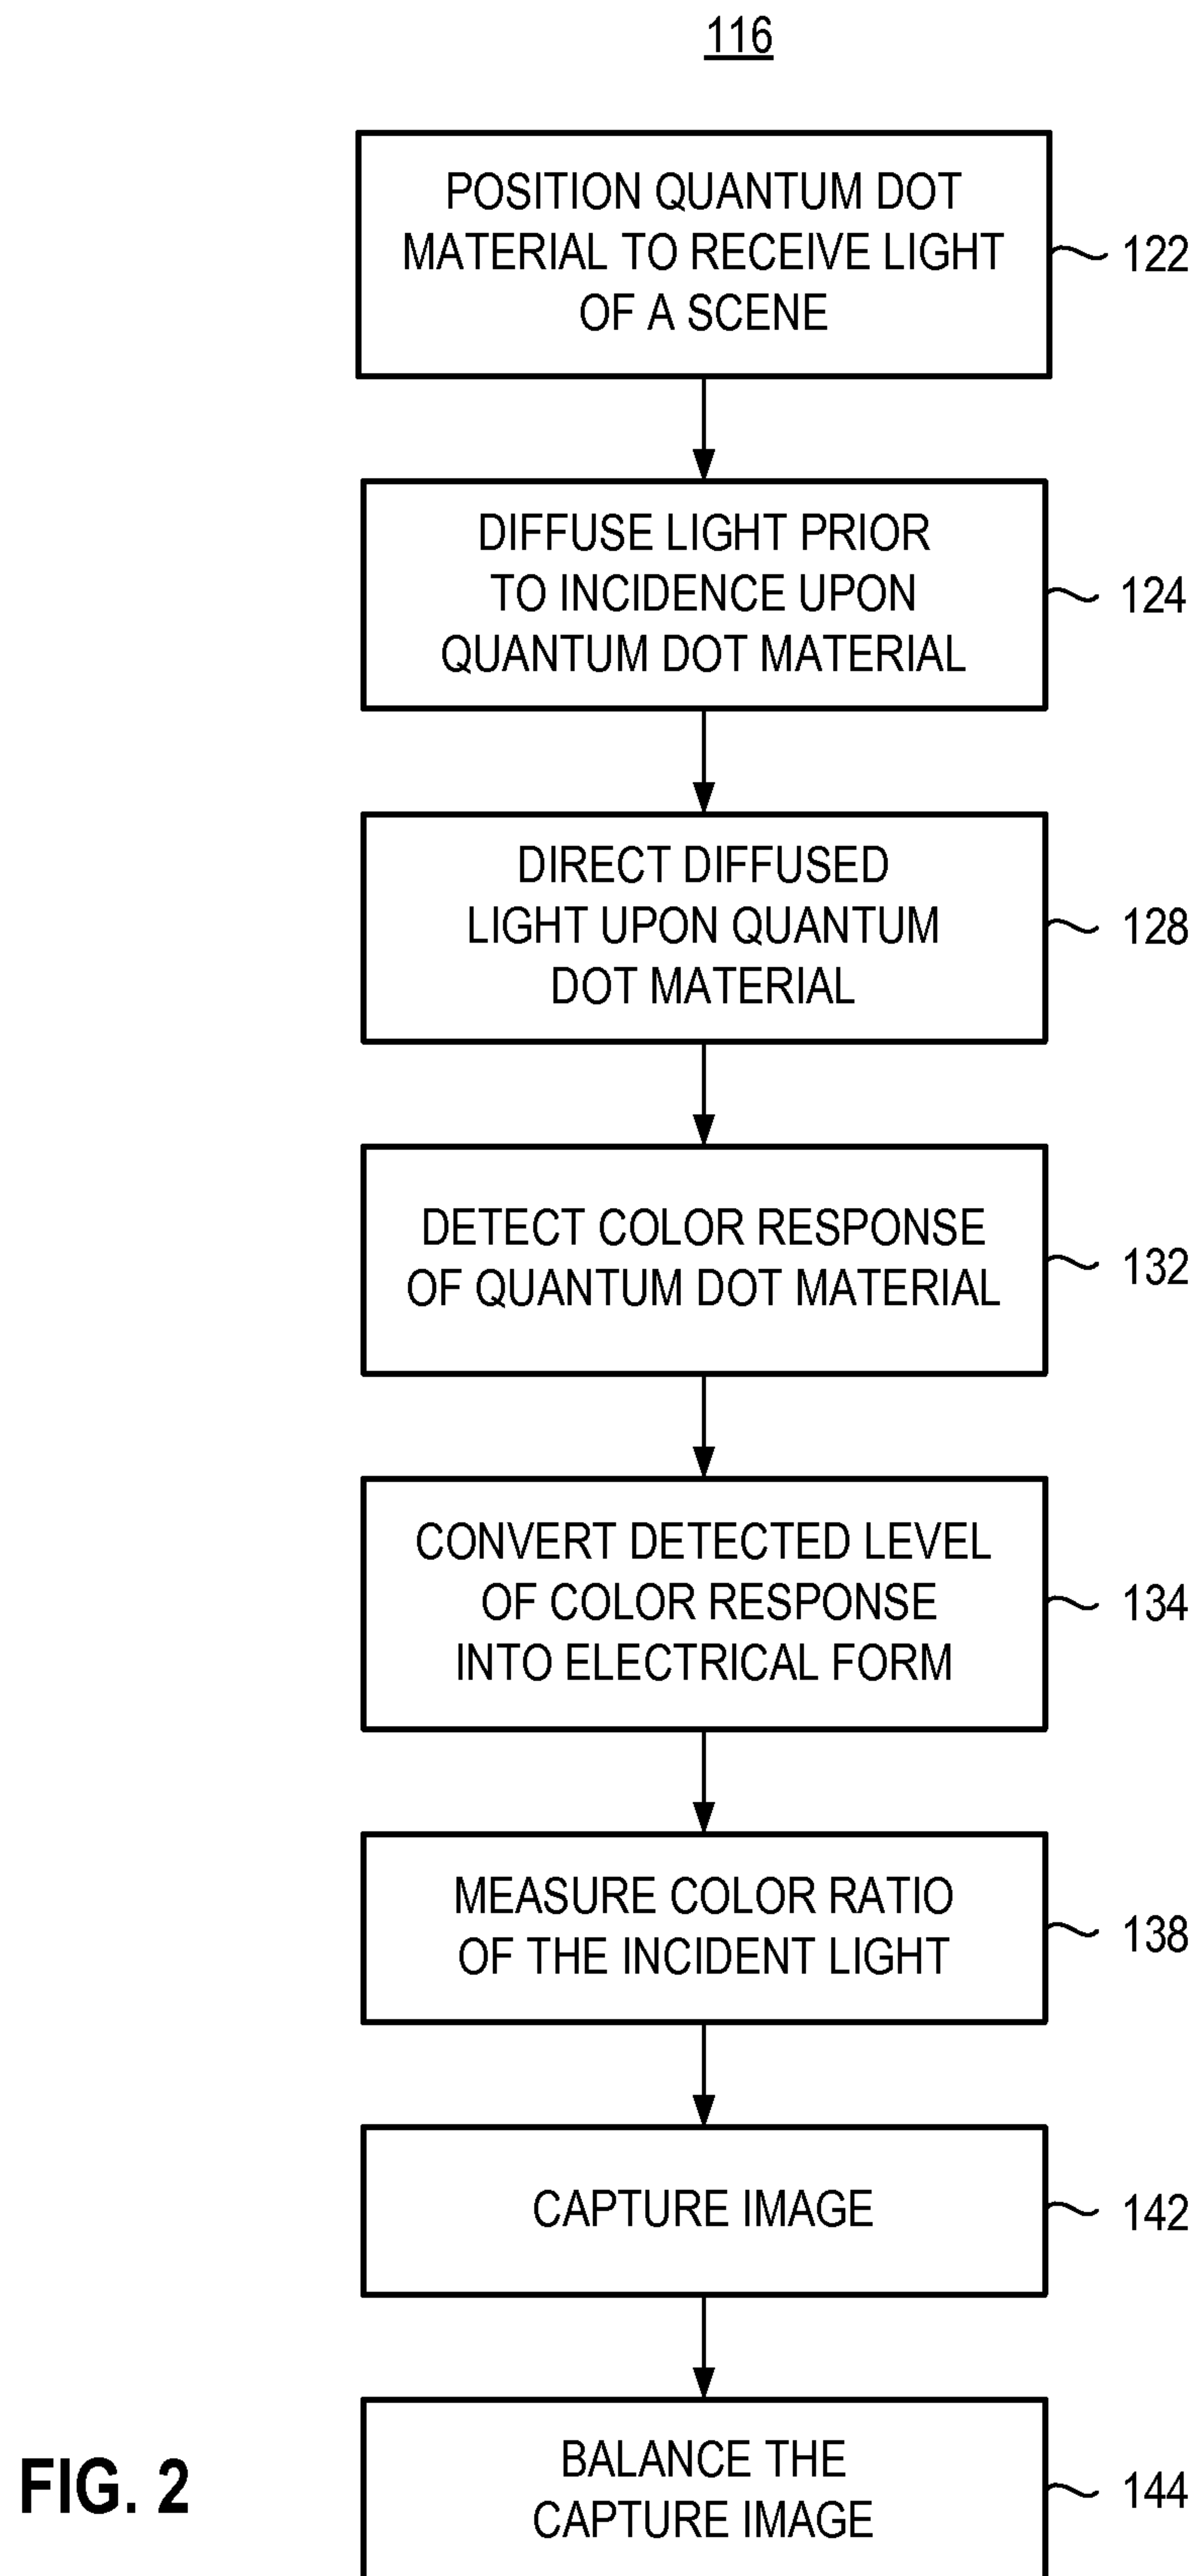 116
POSITION QUANTUM DOT
MATERIAL TO RECEIVE LIGHT
OF A SCENE
122
DIFFUSE LIGHT PRIOR
TO INCIDENCE UPON
QUANTUM DOT MATERIAL
124
DIRECT DIFFUSED
LIGHT UPON QUANTUM
DOT MATERIAL
128
DETECT COLOR RESPONSE
OF QUANTUM DOT MATERIAL
132
CONVERT DETECTED LEVEL
OF COLOR RESPONSE
INTO ELECTRICAL FORM
134
MEASURE COLOR RATIO
OF THE INCIDENT LIGHT
138
CAPTURE IMAGE
142
BALANCE THE
CAPTURE IMAGE
144
FIG. 2